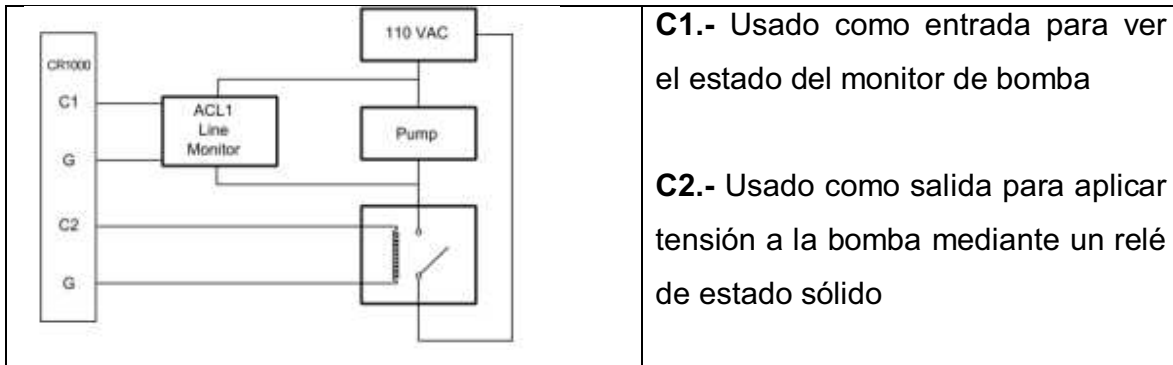 110 VAC
CR1000
C1
ACL1
Line
Monitor
Pump
G
C2
G
C1.- Usado como entrada para ver
el estado del monitor de bomba
C2.- Usado como salida para aplicar
tensión a la bomba mediante un relé
de estado sólido